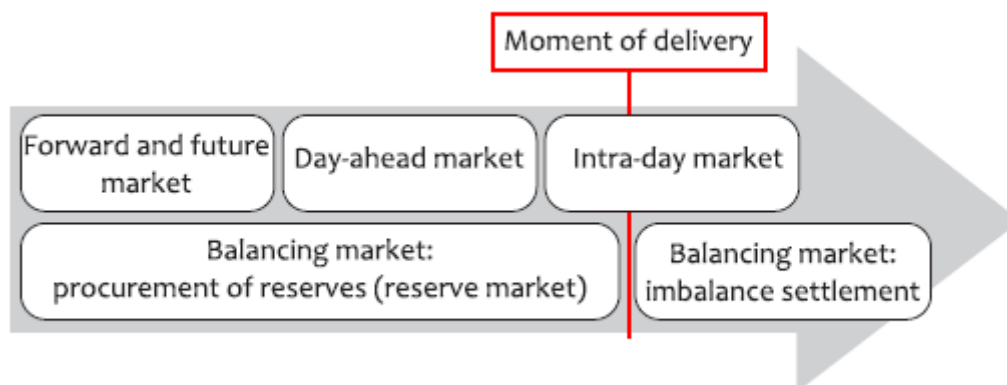 Moment of delivery
Forward and future
market
Day-ahead market
Intra-day market
Balancing market:
procurement of reserves (reserve market)
Balancing market:
imbalance settlement